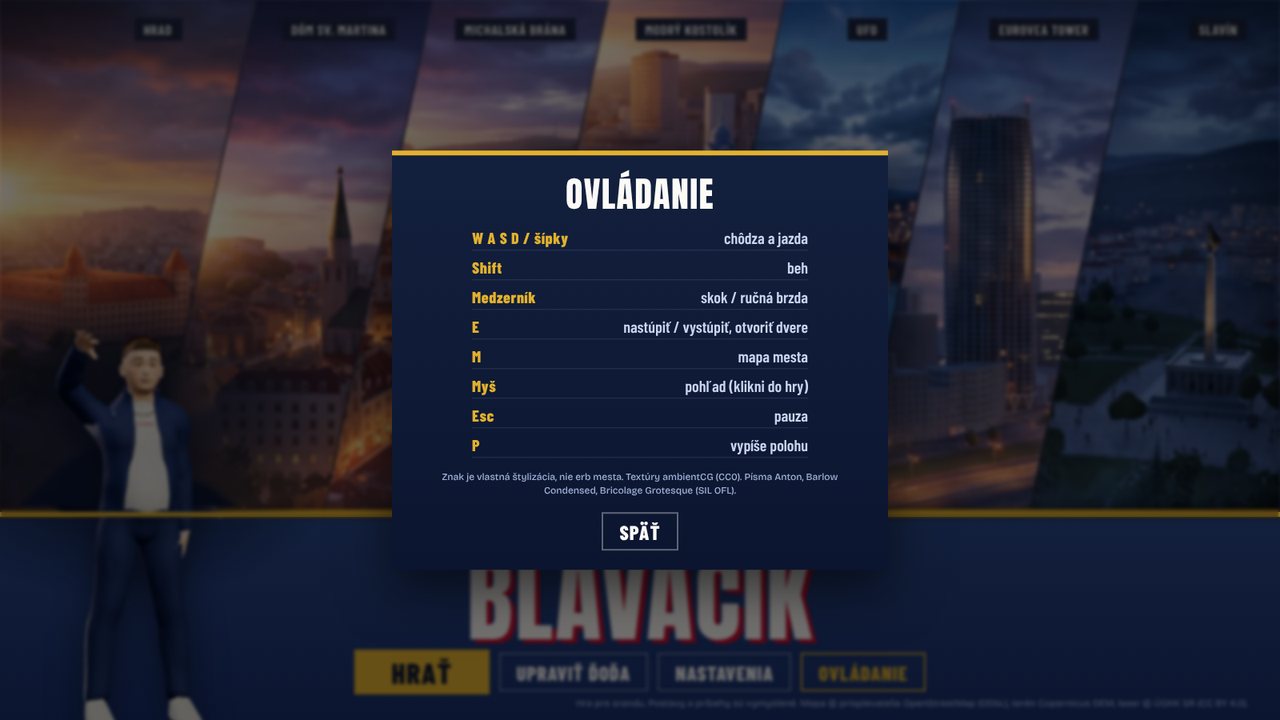 HRAD
DÓM SV. MARTINA
MICHALSKÁ BRÁNA
MODRÝ KOSTOLÍK
UFO
EUROVEA TOWER
SLAVÍN
OVLÁDANIE
W A S D / šípky chôdza a jazda
Shift beh
Medzerník skok / ručná brzda
E nastúpiť / vystúpiť, otvoriť dvere
M mapa mesta
Myš pohľad (klikni do hry)
Esc pauza
P vypíše polohu
Znak je vlastná štylizácia, nie erb mesta. Textúry ambientCG (CC0). Písma Anton, Barlow
Condensed, Bricolage Grotesque (SIL OFL).
SPÄŤ
BLAVÁČIK
HRAŤ
UPRAVIŤ ĎOĎA
NASTAVENIA
OVLÁDANIE